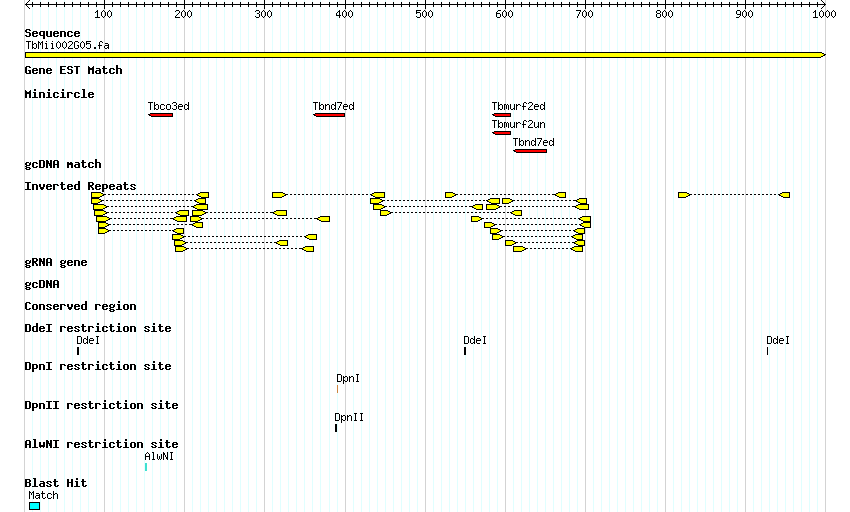 100 200 300 400 500 600 700 800 900 1000
Sequence
TbMii002G05.fa
Gene EST Match
Minicircle
Tbco3ed Tbnd7ed Tbmurf2ed
Tbmurf2un
Tbnd7ed
gcDNA match
Inverted Repeats
gRNA gene
gcDNA
Conserved region
DdeI restriction site
DdeI DdeI DdeI
DpnI restriction site
DpnI
DpnII restriction site
DpnII
AlwNI restriction site
AlwNI
Blast Hit
Match